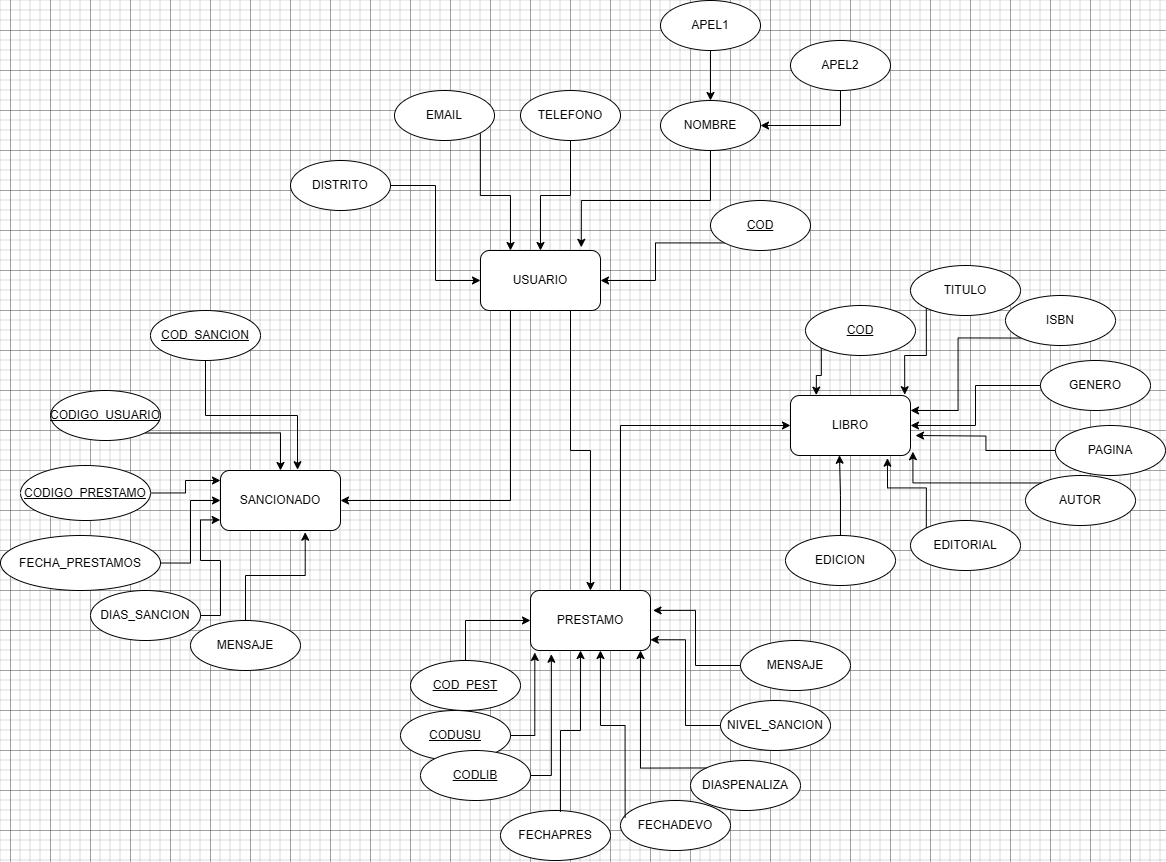 APEL1
APEL2
EMAIL
TELEFONO
NOMBRE
DISTRITO
COD
USUARIO
TITULO
COD_SANCION
COD
ISBN
GENERO
CODIGO_USUARIO
LIBRO
PAGINA
CODIGO_PRESTAMO
SANCIONADO
AUTOR
EDITORIAL
EDICION
FECHA_PRESTAMOS
DIAS_SANCION
PRESTAMO
MENSAJE
MENSAJE
COD_PEST
NIVEL_SANCION
CODUSU
CODLIB
DIASPENALIZA
FECHADEVO
FECHAPRES